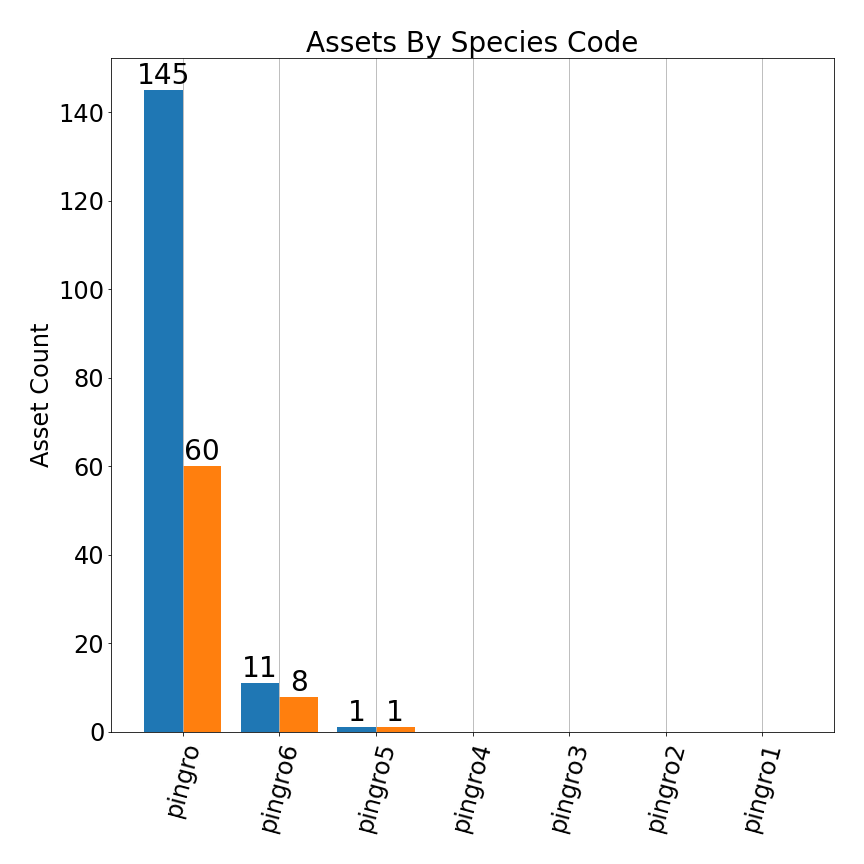 Assets By Species Code
Asset Count
140
120
100
80
60
40
20
0
145
60
11
8
1
1
pingro
pingro6
pingro5
pingro4
pingro3
pingro2
pingro1